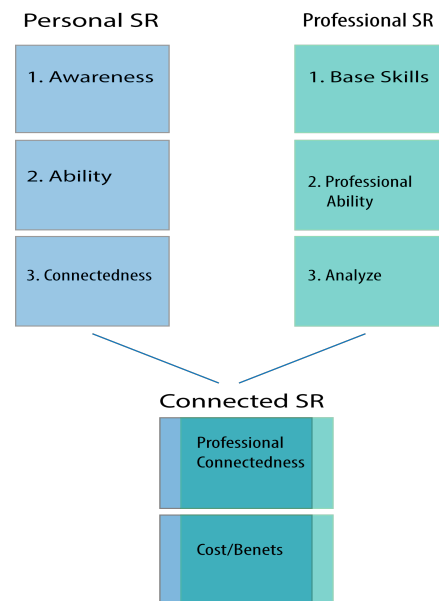 Personal SR
1. Awareness
2. Ability
3. Connectedness
Professional SR
1. Base Skills
2. Professional
Ability
3. Analyze
Connected SR
Professional
Connectedness
Cost/Benets